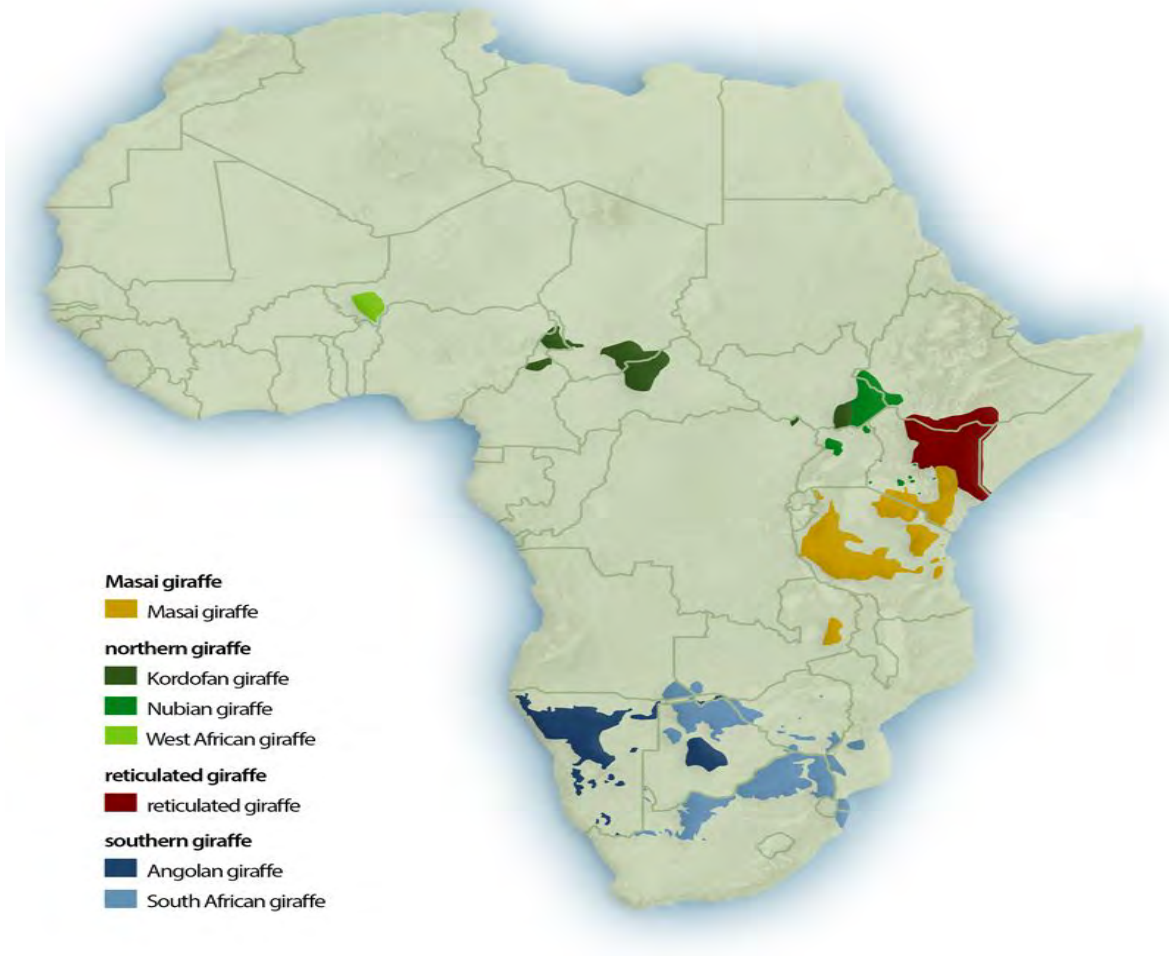 Masai giraffe
Masai giraffe
northern giraffe
Kordofan giraffe
Nubian giraffe
West African giraffe
reticulated giraffe
reticulated giraffe
southern giraffe
Angolan giraffe
South African giraffe